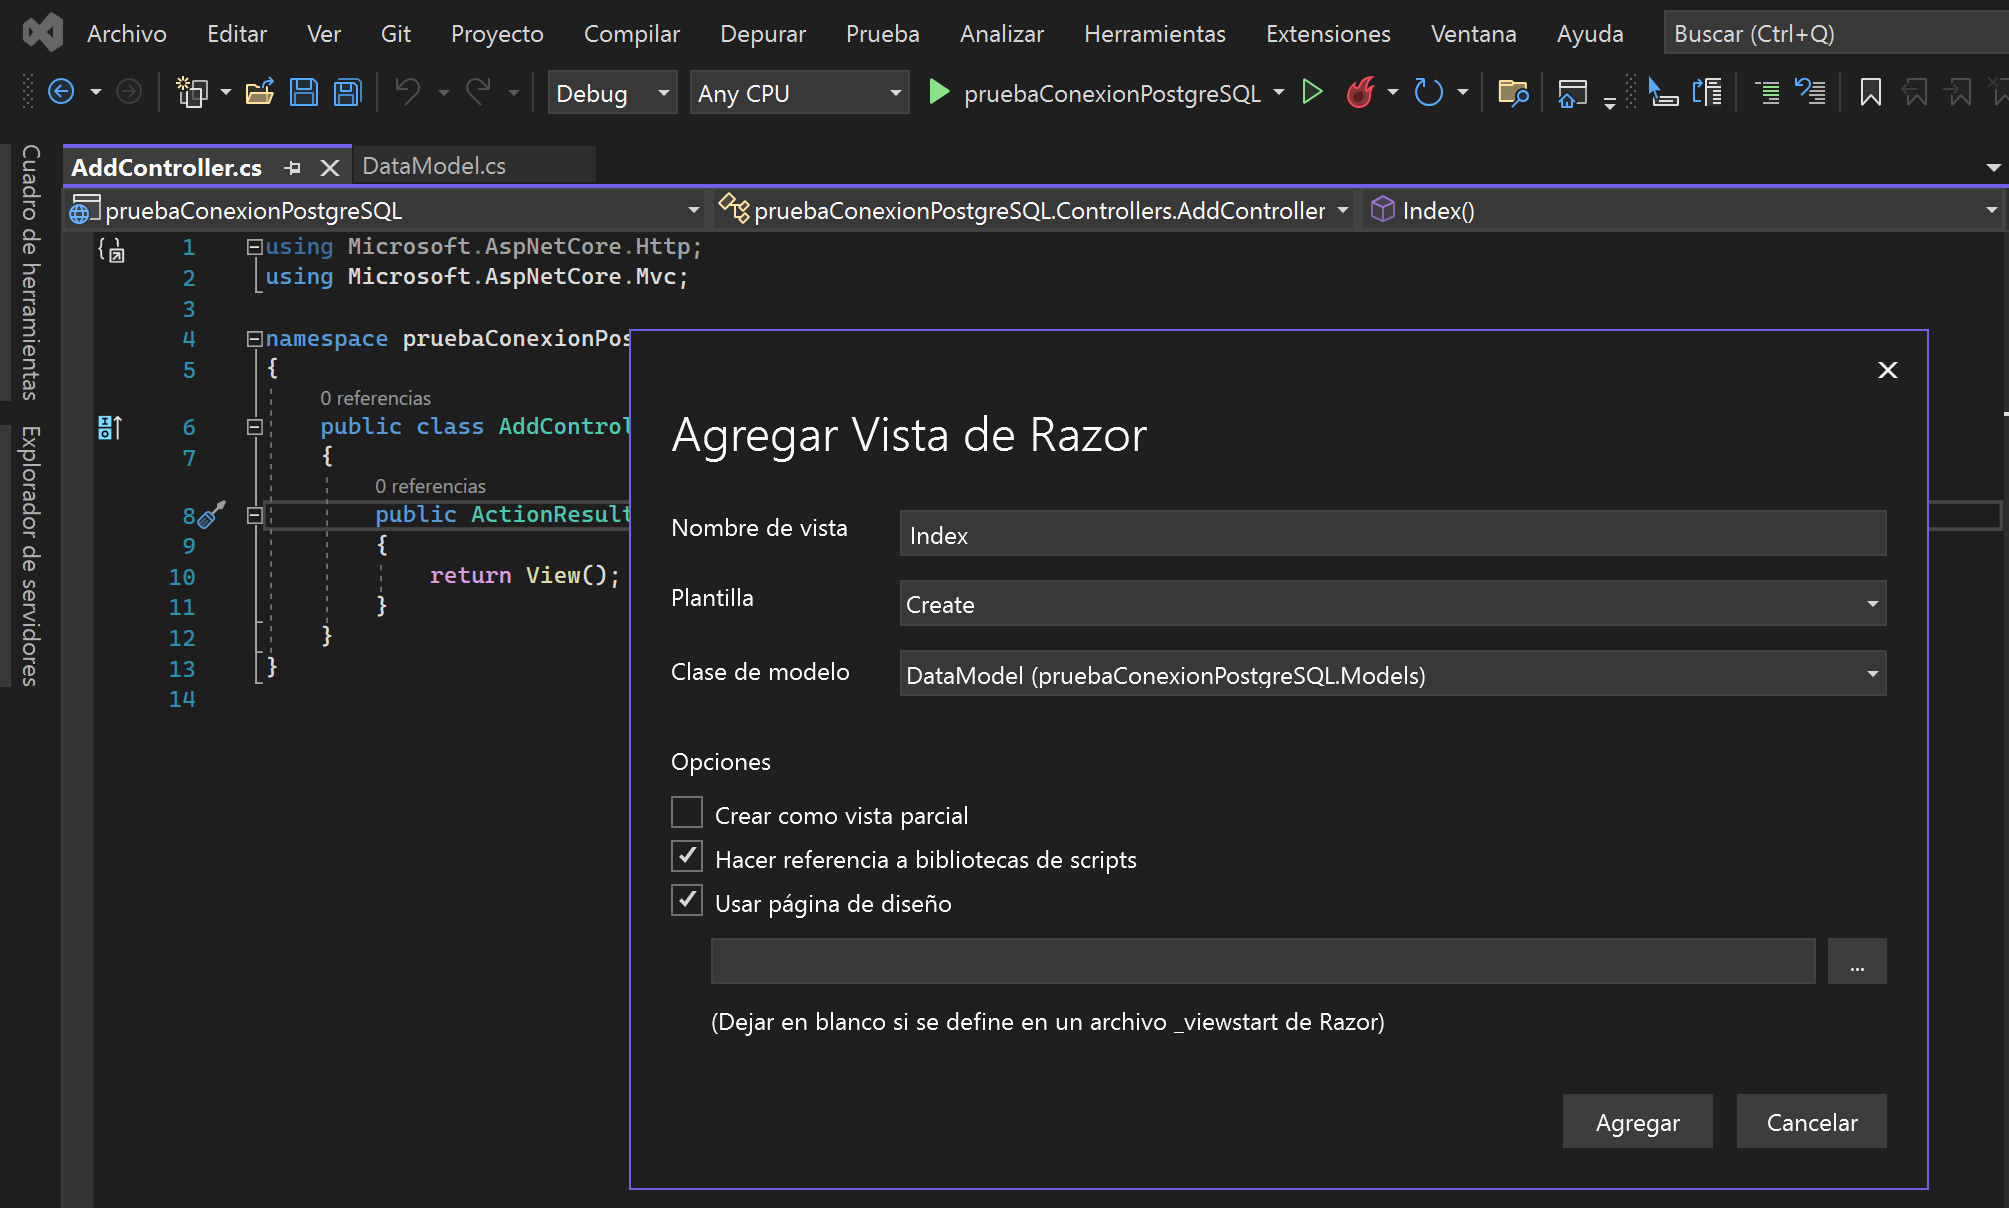 Archivo Editar Ver Git Proyecto Compilar Depurar Prueba Analizar Herramientas Extensiones Ventana Ayuda Buscar (Ctrl+Q)
Debug Any CPU pruebaConexionPostgreSQL
Cuadro de herramientas
Explorador de servidores
AddController.cs DataModel.cs
pruebaConexionPostgreSQL pruebaConexionPostgreSQL.Controllers.AddController Index()
1 using Microsoft.AspNetCore.Http;
2 using Microsoft.AspNetCore.Mvc;
3
4 namespace pruebaConexionPos
5 {
0 referencias
6 public class AddControl
7 {
0 referencias
8 public ActionResult
9 {
10 return View();
11 }
12 }
13 }
14
Agregar Vista de Razor
Nombre de vista Index
Plantilla Create
Clase de modelo DataModel (pruebaConexionPostgreSQL.Models)
Opciones
Crear como vista parcial
Hacer referencia a bibliotecas de scripts
Usar página de diseño
...
(Dejar en blanco si se define en un archivo _viewstart de Razor)
Agregar Cancelar